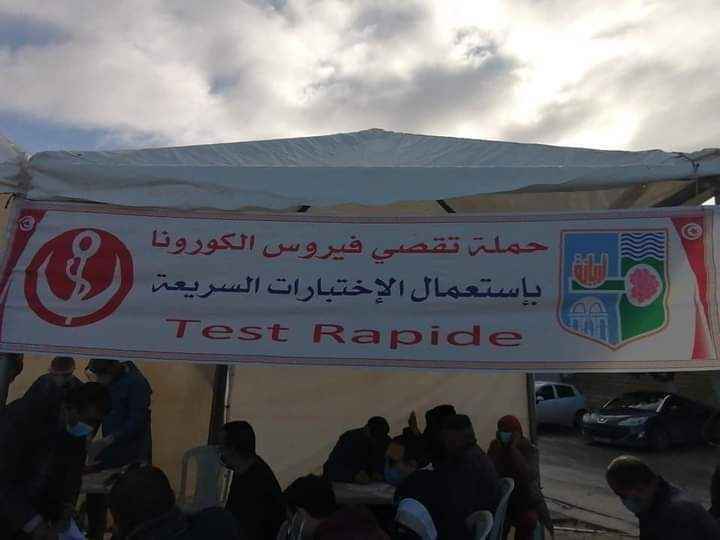 حملة تقصي فيروس الكورونا
بإستعمال الإختبارات السريعة
Test Rapide